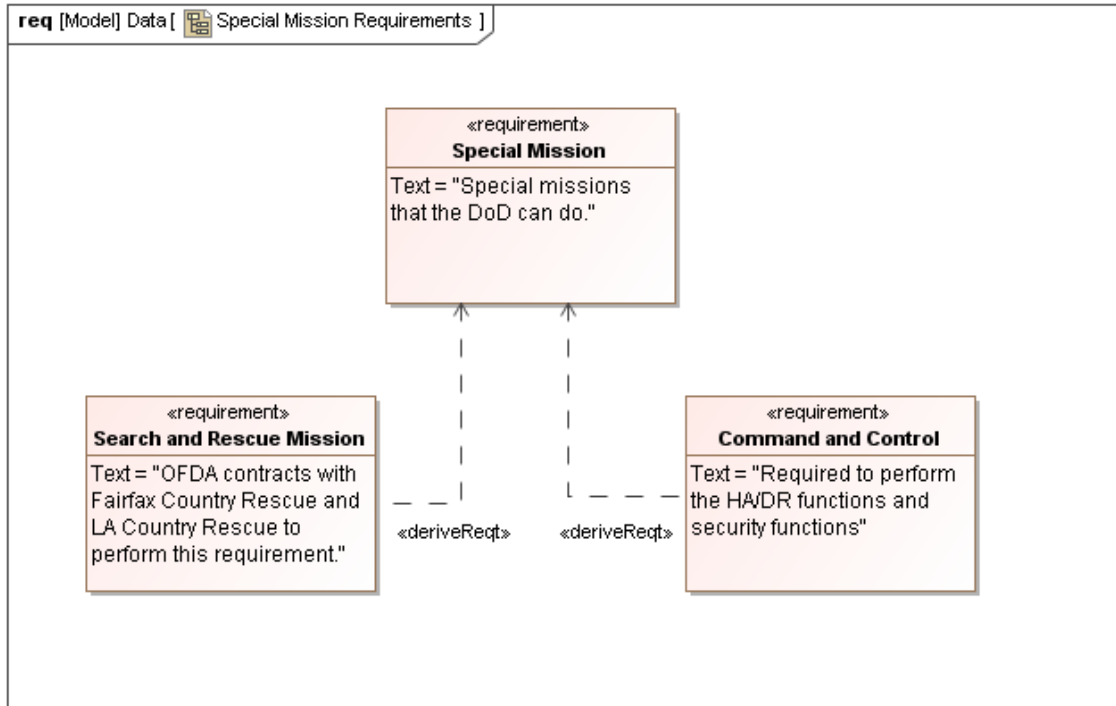 req [Model] Data [ Special Mission Requirements ]
«requirement»
Special Mission
Text = "Special missions
that the DoD can do."
«requirement»
Search and Rescue Mission
Text = "OFDA contracts with
Fairfax Country Rescue and
LA Country Rescue to
perform this requirement."
«deriveReqt»
«deriveReqt»
«requirement»
Command and Control
Text = "Required to perform
the HA/DR functions and
security functions"